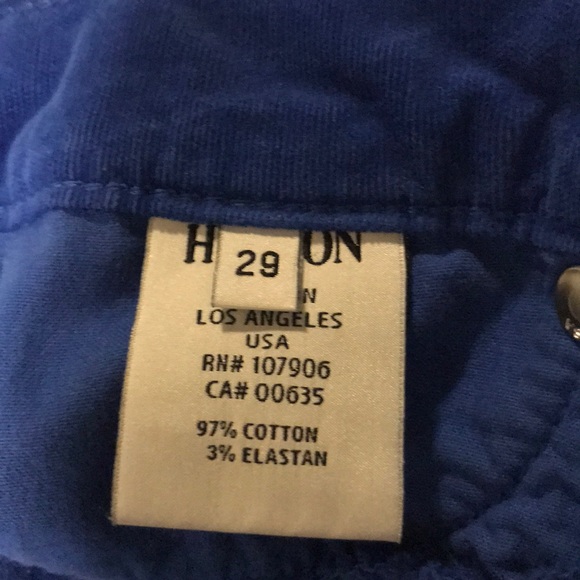 29
LOS ANGELES
USA
RN# 107906
CA# 00635
97% COTTON
3% ELASTAN